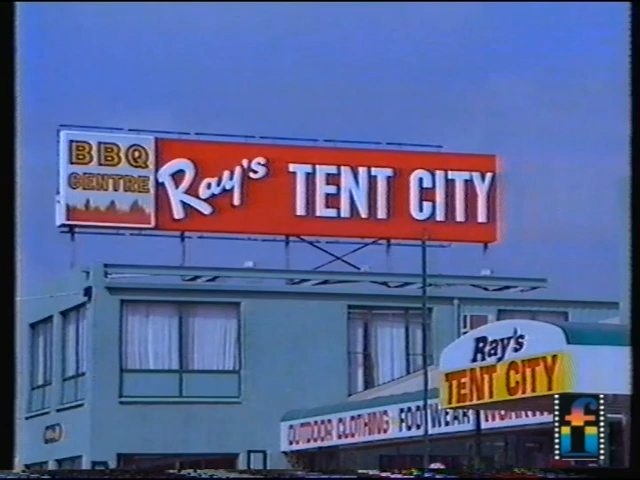 BBQ
CENTRE
Ray's TENT CITY
Ray's
TENT CITY
OUTDOOR CLOTHING FOOTWEAR
f